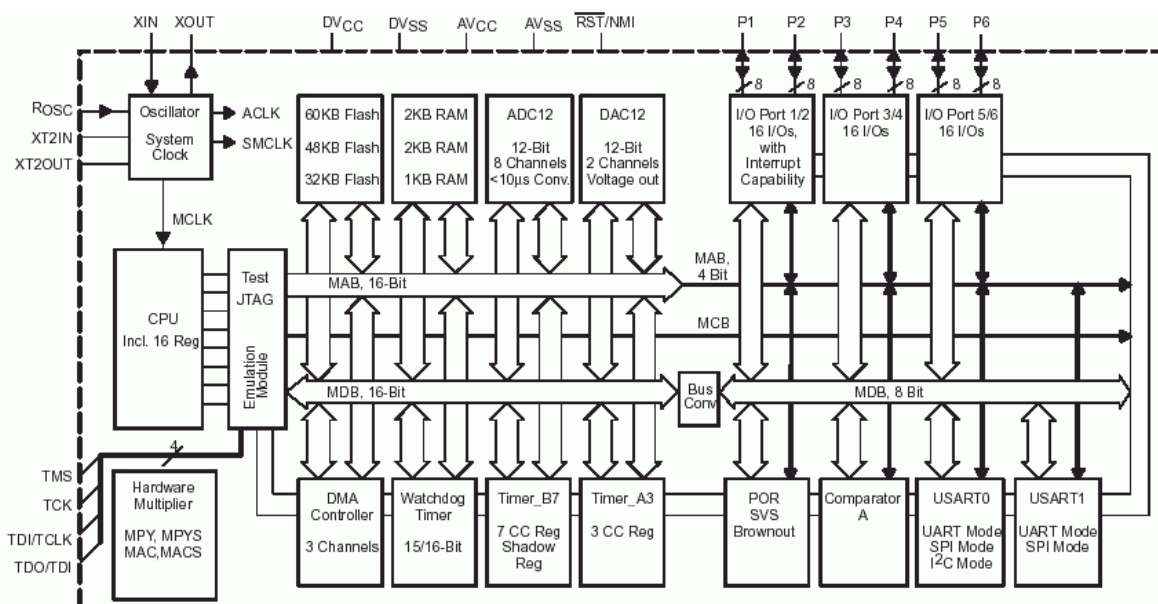 XIN XOUT DVCC DVSS AVCC AVSS RST/NMI P1 P2 P3 P4 P5 P6
8 8 8 8 8 8
ROSC
XT2IN
XT2OUT
Oscillator
System
Clock
ACLK
SMCLK
MCLK
60KB Flash
48KB Flash
32KB Flash
2KB RAM
2KB RAM
1KB RAM
ADC12
12-Bit
8 Channels
<10µs Conv.
DAC12
12-Bit
2 Channels
Voltage out
I/O Port 1/2
16 I/Os,
with
Interrupt
Capability
I/O Port 3/4
16 I/Os
I/O Port 5/6
16 I/Os
CPU
Incl. 16 Reg
Test
JTAG
Emulation
Module
MAB, 16-Bit
MAB,
4 Bit
MCB
MDB, 16-Bit
Bus
Conv
MDB, 8 Bit
4
TMS
TCK
TDI/TCLK
TDO/TDI
Hardware
Multiplier
MPY, MPYS
MAC,MACS
DMA
Controller
3 Channels
Watchdog
Timer
15/16-Bit
Timer_B7
7 CC Reg
Shadow
Reg
Timer_A3
3 CC Reg
POR
SVS
Brownout
Comparator
A
USART0
UART Mode
SPI Mode
I2C Mode
USART1
UART Mode
SPI Mode